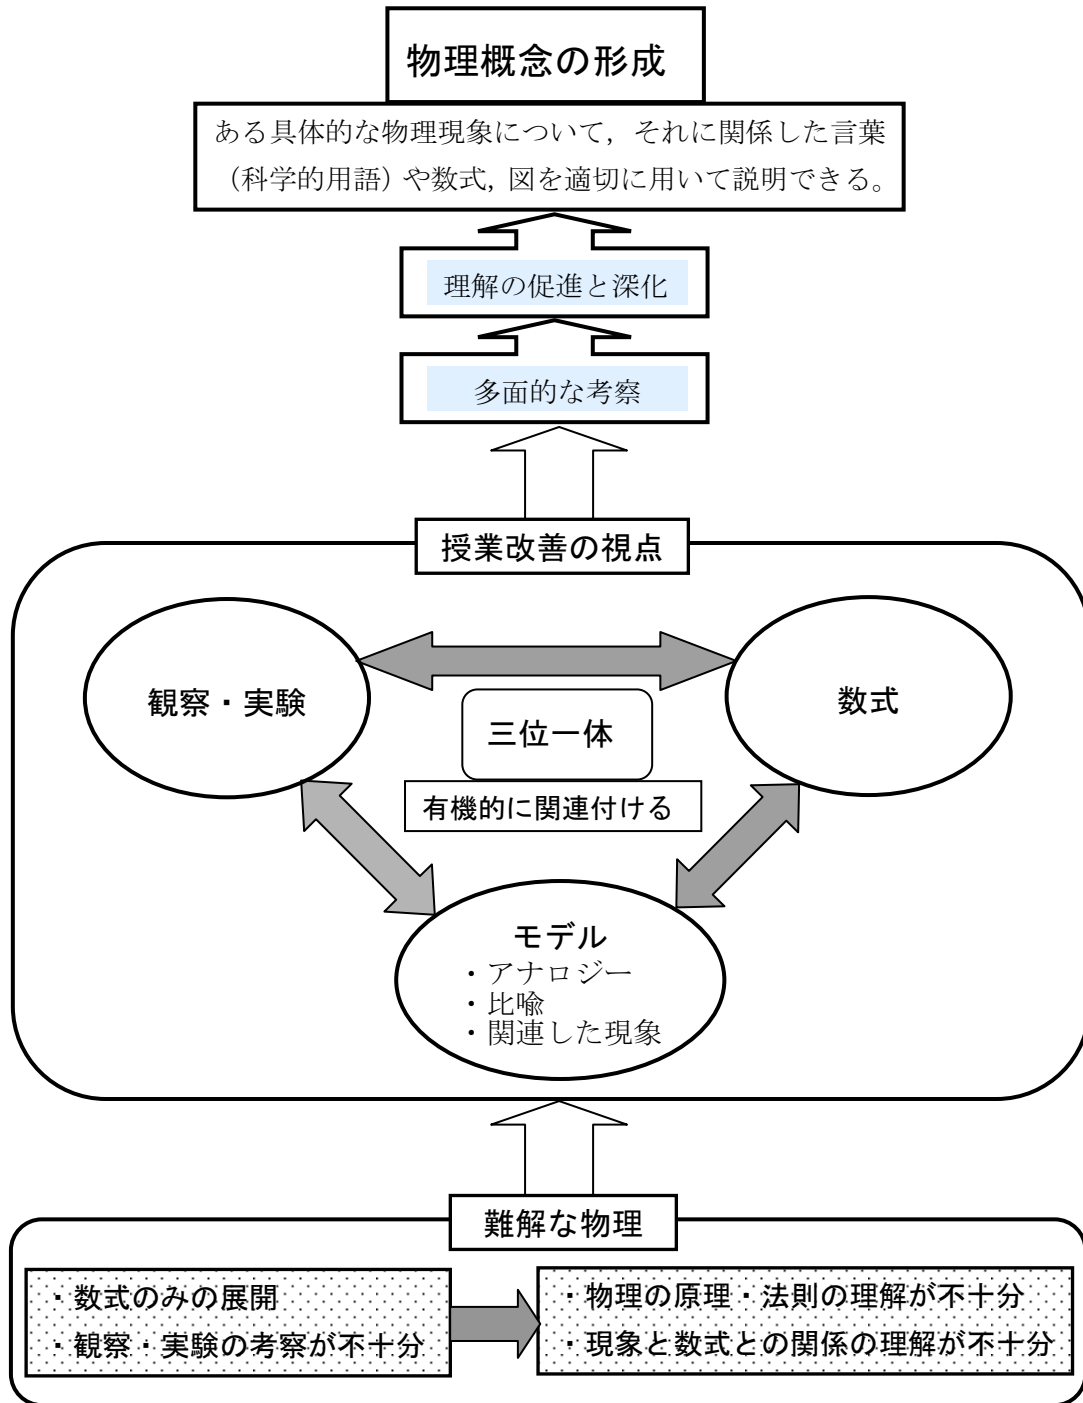 物理概念の形成
ある具体的な物理現象について，それに関係した言葉
（科学的用語）や数式，図を適切に用いて説明できる。
理解の促進と深化
多面的な考察
授業改善の視点
観察・実験
数式
三位一体
有機的に関連付ける
モデル
・アナロジー
・比喩
・関連した現象
難解な物理
・数式のみの展開
・観察・実験の考察が不十分
・物理の原理・法則の理解が不十分
・現象と数式との関係の理解が不十分